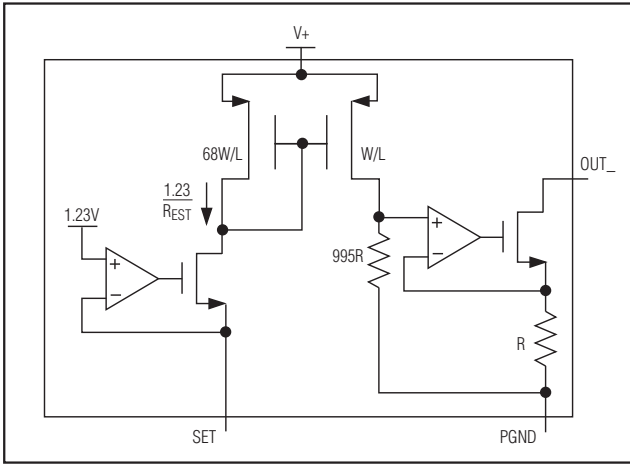 V+
68W/L
W/L
OUT_
1.23
R_EST
1.23V
+
−
995R
+
−
R
SET
PGND